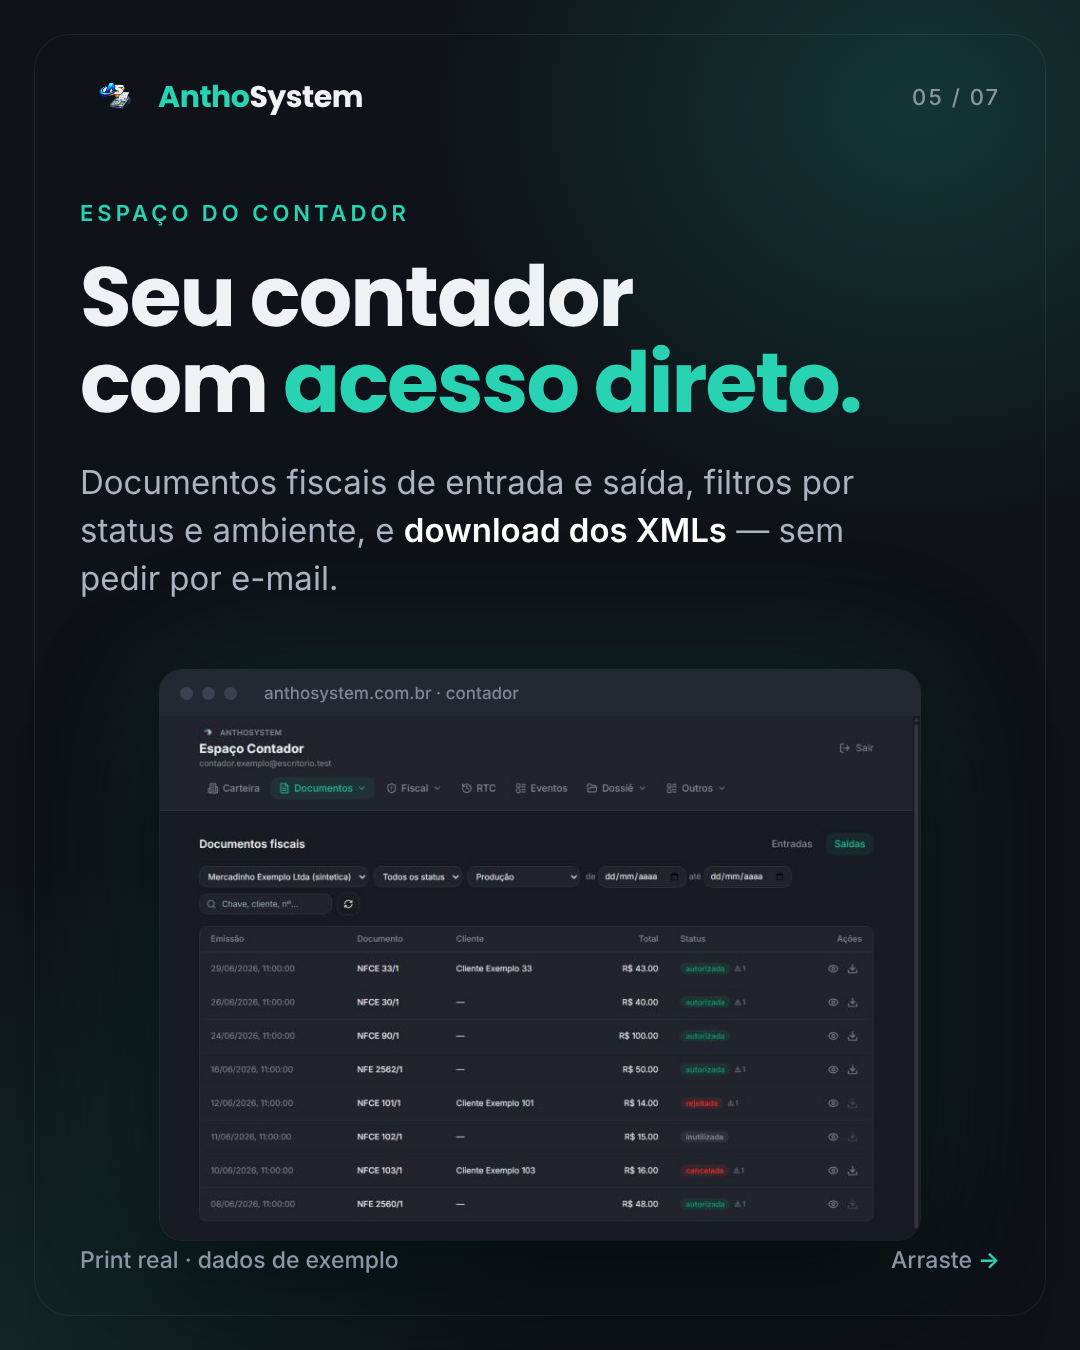 AnthoSystem
05 / 07
ESPAÇO DO CONTADOR
Seu contador
com acesso direto.
Documentos fiscais de entrada e saída, filtros por
status e ambiente, e download dos XMLs — sem
pedir por e-mail.
anthosystem.com.br · contador
ANTHOSYSTEM
Espaço Contador
contador.exemplo@escritorio.test
Sair
Carteira Documentos Fiscal RTC Eventos Dossiê Outros
Documentos fiscais
Entradas Saídas
Mercadinho Exemplo Ltda (sintetica) Todos os status Produção de dd/mm/aaaa até dd/mm/aaaa
Chave, cliente, nº...
Emissão Documento Cliente Total Status Ações
29/06/2026, 11:00:00 NFCE 33/1 Cliente Exemplo 33 R$ 43.00 autorizada 1
26/06/2026, 11:00:00 NFCE 30/1 — R$ 40.00 autorizada 1
24/06/2026, 11:00:00 NFCE 90/1 — R$ 100.00 autorizada
16/06/2026, 11:00:00 NFE 2562/1 — R$ 50.00 autorizada 1
12/06/2026, 11:00:00 NFCE 101/1 Cliente Exemplo 101 R$ 14.00 rejeitada 1
11/06/2026, 11:00:00 NFCE 102/1 — R$ 15.00 inutilizada
10/06/2026, 11:00:00 NFCE 103/1 Cliente Exemplo 103 R$ 16.00 cancelada 1
08/06/2026, 11:00:00 NFE 2560/1 — R$ 48.00 autorizada 1
Print real · dados de exemplo
Arraste →